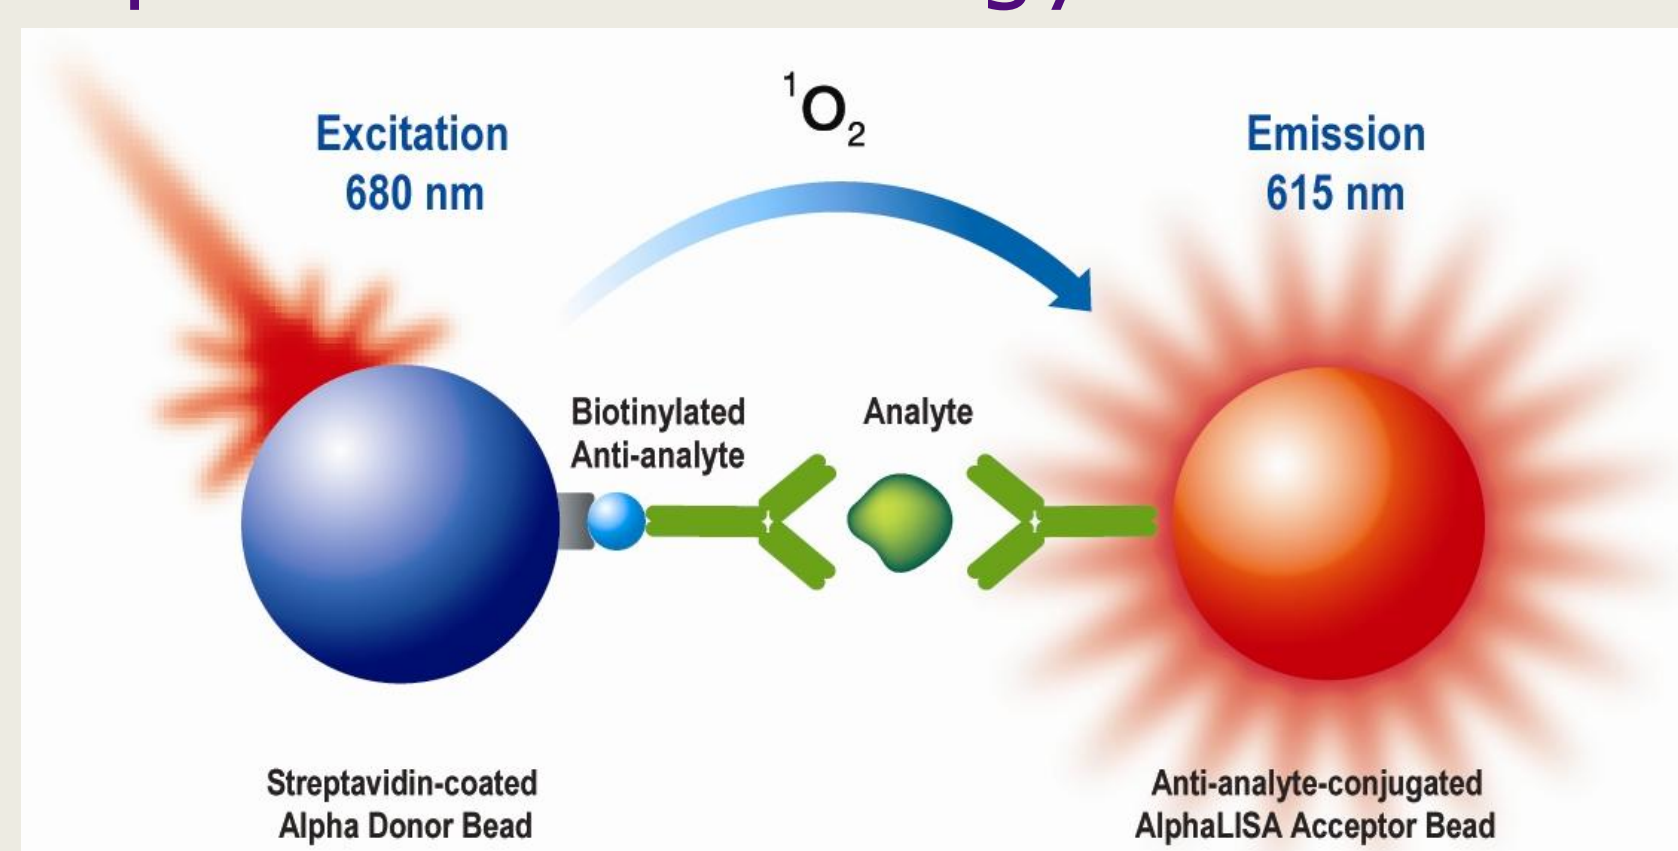 Excitation
680 nm
¹O₂
Emission
615 nm
Biotinylated
Anti-analyte
Analyte
Streptavidin-coated
Alpha Donor Bead
Anti-analyte-conjugated
AlphaLISA Acceptor Bead